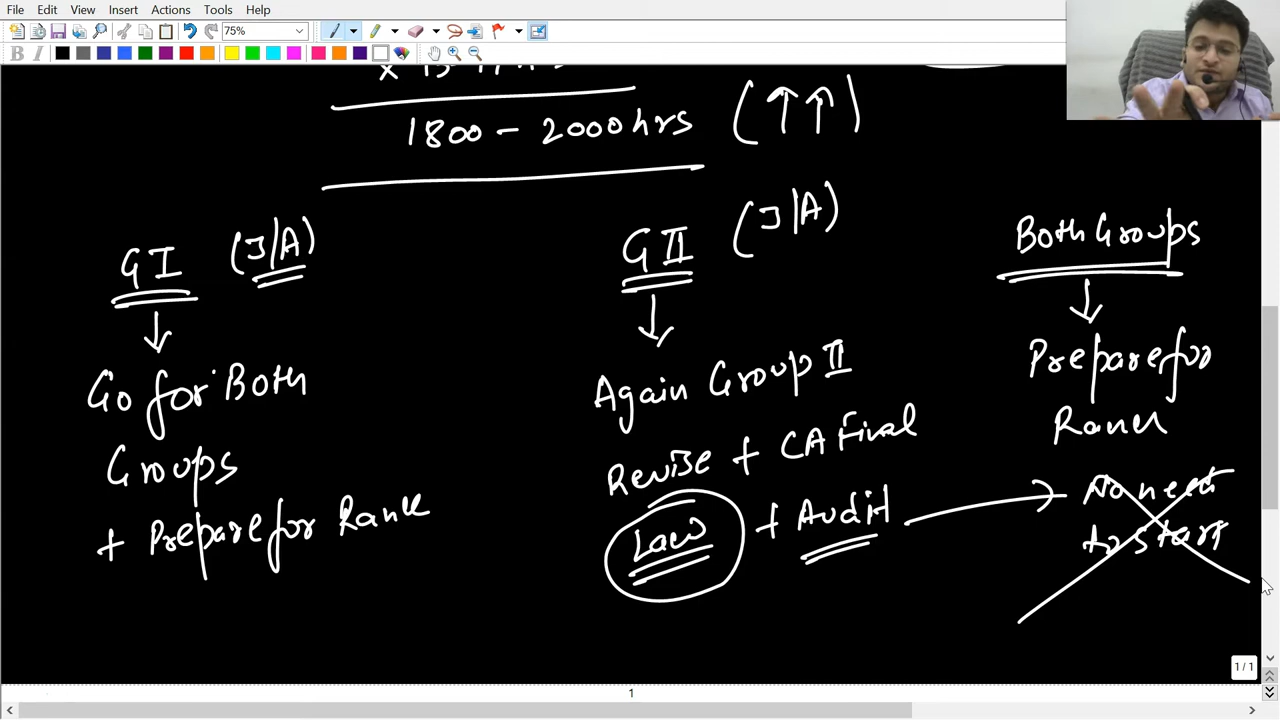 File Edit View Insert Actions Tools Help
75%
B I U
1800 - 2000hrs (↑↑)
GI (J/A)
Go for Both
Groups
+ Prepare for Rank
GII (J/A)
Again Group II
Revise + CA Final
Law + Audit →
Both Groups
Prepare for
Rank
No need
to start
1/1
1